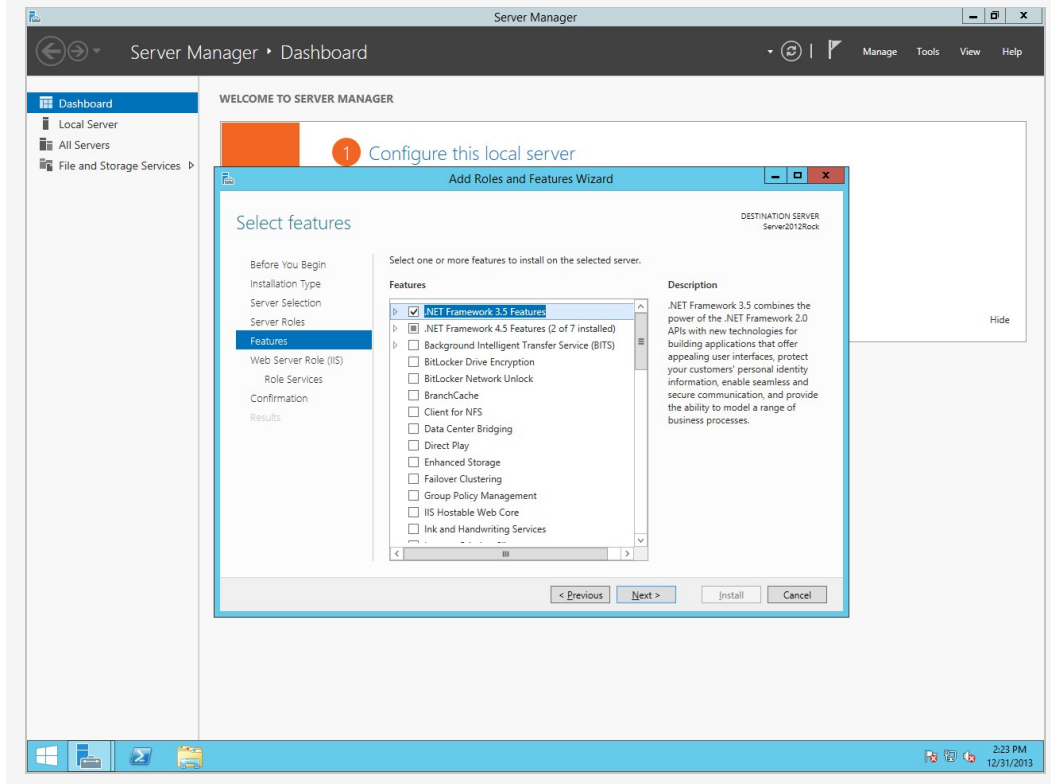 Server Manager
Server Manager • Dashboard
Manage Tools View Help
Dashboard
Local Server
All Servers
File and Storage Services
WELCOME TO SERVER MANAGER
1 Configure this local server
Hide
Add Roles and Features Wizard
Select features
DESTINATION SERVER
Server2012Rock
Before You Begin
Installation Type
Server Selection
Server Roles
Features
Web Server Role (IIS)
Role Services
Confirmation
Results
Select one or more features to install on the selected server.
Features
.NET Framework 3.5 Features
.NET Framework 4.5 Features (2 of 7 installed)
Background Intelligent Transfer Service (BITS)
BitLocker Drive Encryption
BitLocker Network Unlock
BranchCache
Client for NFS
Data Center Bridging
Direct Play
Enhanced Storage
Failover Clustering
Group Policy Management
IIS Hostable Web Core
Ink and Handwriting Services
Description
.NET Framework 3.5 combines the
power of the .NET Framework 2.0
APIs with new technologies for
building applications that offer
appealing user interfaces, protect
your customers' personal identity
information, enable seamless and
secure communication, and provide
the ability to model a range of
business processes.
< Previous Next > Install Cancel
2:23 PM
12/31/2013